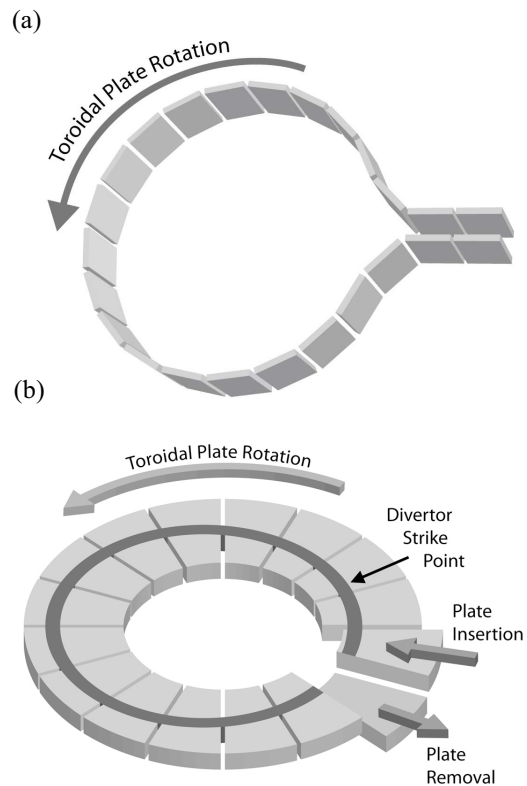 (a)
Toroidal Plate Rotation
(b)
Toroidal Plate Rotation
Divertor
Strike
Point
Plate
Insertion
Plate
Removal